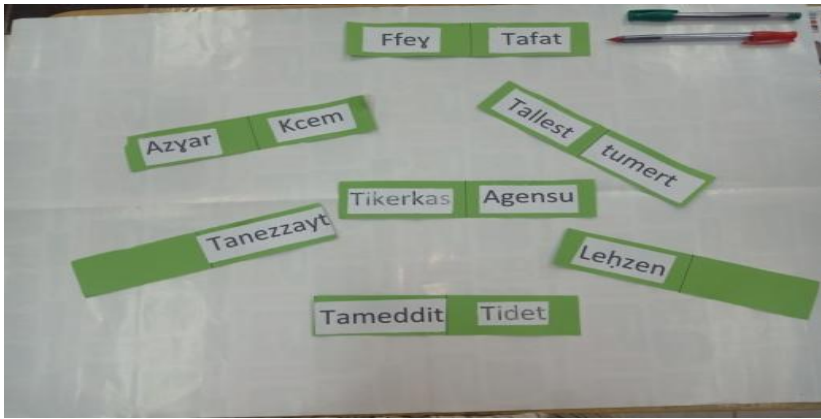 Ffeɣ Tafat
Azɣar Kcem
Tallest tumert
Tikerkas Agensu
Tanezzayt
Leḥzen
Tameddit Tidet